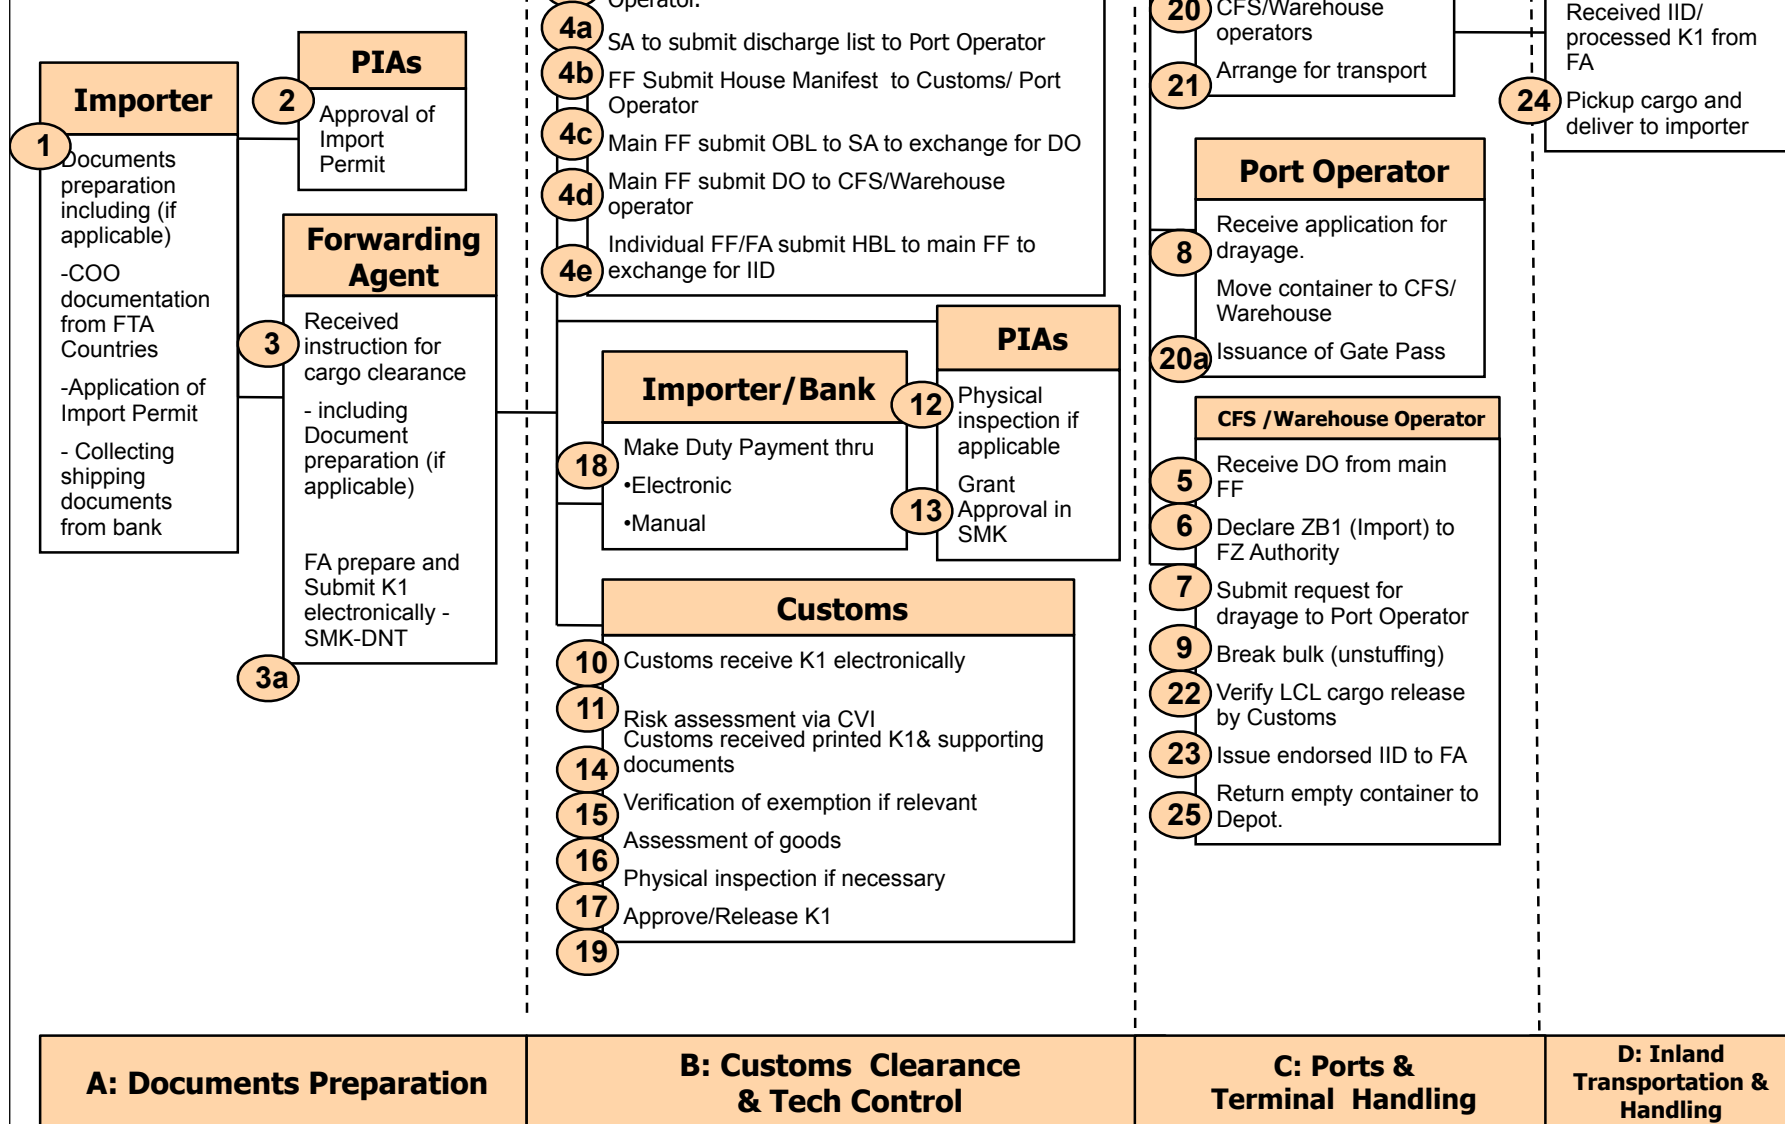 Importer
1
Documents
preparation
including (if
applicable)
-COO
documentation
from FTA
Countries
-Application of
Import Permit
- Collecting
shipping
documents
from bank
PIAs
2
Approval of
Import
Permit
Forwarding
Agent
3
Received
instruction for
cargo clearance
- including
Document
preparation (if
applicable)
FA prepare and
Submit K1
electronically -
SMK-DNT
3a
Operator.
4a
SA to submit discharge list to Port Operator
4b
FF Submit House Manifest to Customs/ Port
Operator
4c
Main FF submit OBL to SA to exchange for DO
4d
Main FF submit DO to CFS/Warehouse
operator
4e
Individual FF/FA submit HBL to main FF to
exchange for IID
Importer/Bank
18
Make Duty Payment thru
•Electronic
•Manual
PIAs
12
Physical
inspection if
applicable
13
Grant
Approval in
SMK
Customs
10
Customs receive K1 electronically
11
Risk assessment via CVI
Customs received printed K1& supporting
documents
14
Verification of exemption if relevant
15
Assessment of goods
16
Physical inspection if necessary
17
Approve/Release K1
19
20
CFS/Warehouse
operators
21
Arrange for transport
Port Operator
8
Receive application for
drayage.
Move container to CFS/
Warehouse
20a
Issuance of Gate Pass
CFS /Warehouse Operator
5
Receive DO from main
FF
6
Declare ZB1 (Import) to
FZ Authority
7
Submit request for
drayage to Port Operator
9
Break bulk (unstuffing)
22
Verify LCL cargo release
by Customs
23
Issue endorsed IID to FA
25
Return empty container to
Depot.
Received IID/
processed K1 from
FA
24
Pickup cargo and
deliver to importer
A: Documents Preparation
B: Customs Clearance
& Tech Control
C: Ports &
Terminal Handling
D: Inland
Transportation &
Handling